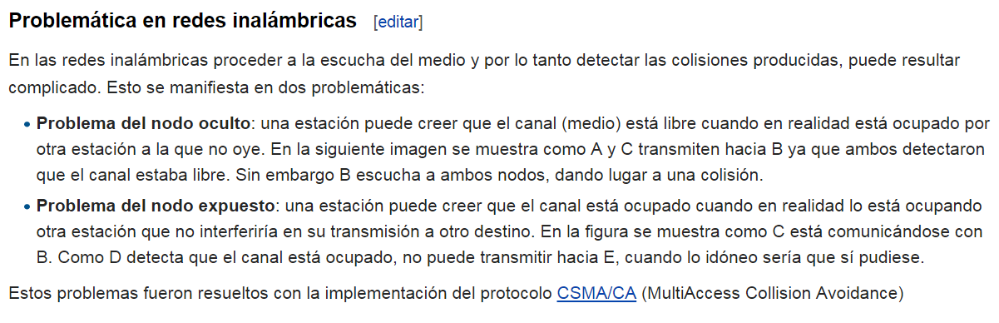 Problemática en redes inalámbricas [editar]
En las redes inalámbricas proceder a la escucha del medio y por lo tanto detectar las colisiones producidas, puede resultar
complicado. Esto se manifiesta en dos problemáticas:
• Problema del nodo oculto: una estación puede creer que el canal (medio) está libre cuando en realidad está ocupado por
otra estación a la que no oye. En la siguiente imagen se muestra como A y C transmiten hacia B ya que ambos detectaron
que el canal estaba libre. Sin embargo B escucha a ambos nodos, dando lugar a una colisión.
• Problema del nodo expuesto: una estación puede creer que el canal está ocupado cuando en realidad lo está ocupando
otra estación que no interferiría en su transmisión a otro destino. En la figura se muestra como C está comunicándose con
B. Como D detecta que el canal está ocupado, no puede transmitir hacia E, cuando lo idóneo sería que sí pudiese.
Estos problemas fueron resueltos con la implementación del protocolo CSMA/CA (MultiAccess Collision Avoidance)